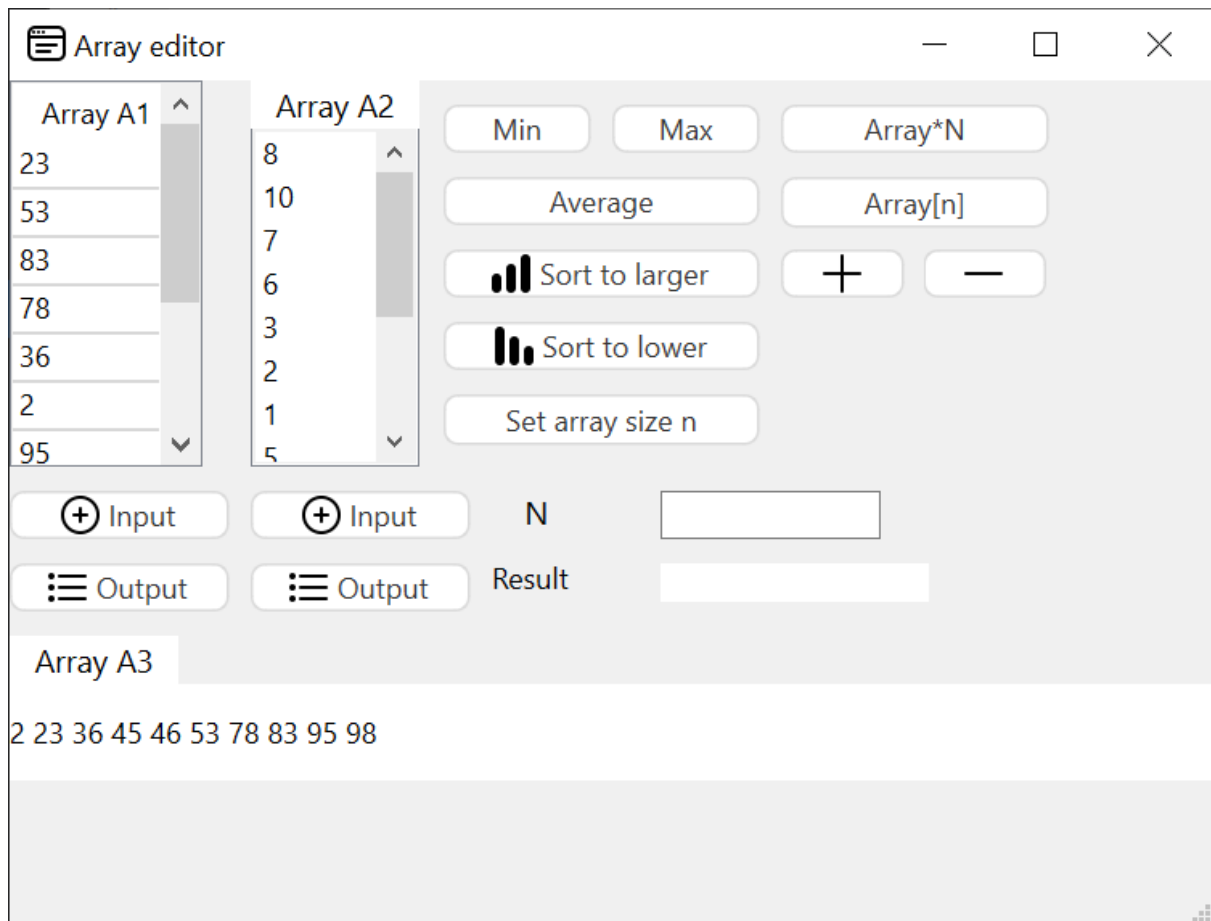 Array editor
Array A1
23
53
83
78
36
2
95
Array A2
8
10
7
6
3
2
1
5
Min
Max
Array*N
Average
Array[n]
Sort to larger
Sort to lower
Set array size n
Input
Input
N
Output
Output
Result
Array A3
2 23 36 45 46 53 78 83 95 98